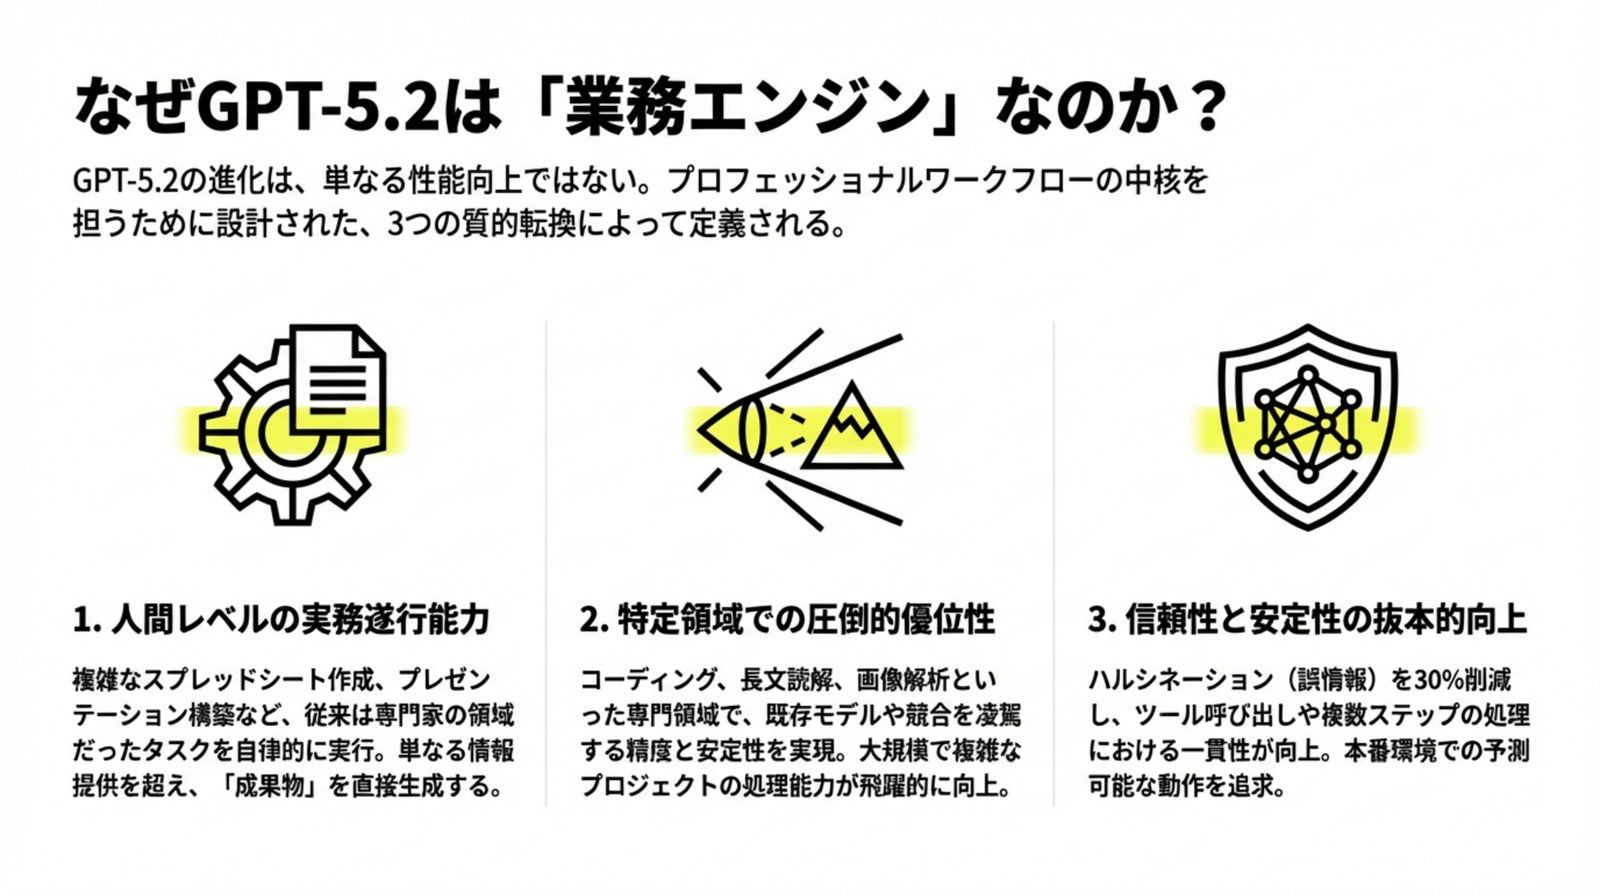 なぜGPT-5.2は「業務エンジン」なのか？
GPT-5.2の進化は、単なる性能向上ではない。プロフェッショナルワークフローの中核を
担うために設計された、3つの質的転換によって定義される。
1. 人間レベルの実務遂行能力
複雑なスプレッドシート作成、プレゼン
テーション構築など、従来は専門家の領域
だったタスクを自律的に実行。単なる情報
提供を超え、「成果物」を直接生成する。
2. 特定領域での圧倒的優位性
コーディング、長文読解、画像解析とい
った専門領域で、既存モデルや競合を凌駕
する精度と安定性を実現。大規模で複雑な
プロジェクトの処理能力が飛躍的に向上。
3. 信頼性と安定性の抜本的向上
ハルシネーション（誤情報）を30%削減
し、ツール呼び出しや複数ステップの処理
における一貫性が向上。本番環境での予測
可能な動作を追求。